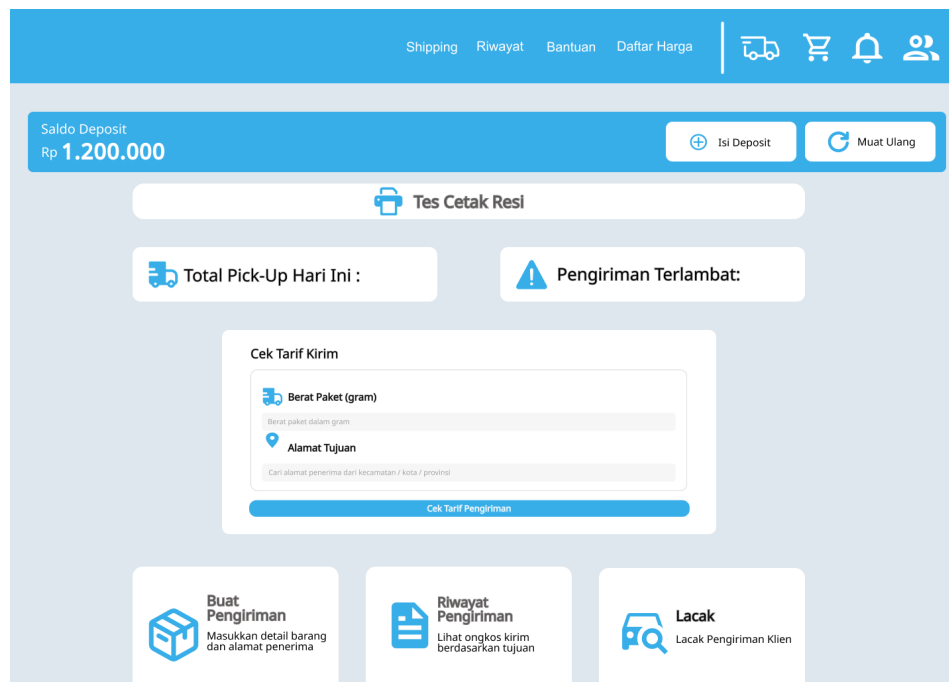 Shipping Riwayat Bantuan Daftar Harga
Saldo Deposit
Rp 1.200.000
Isi Deposit
Muat Ulang
Tes Cetak Resi
Total Pick-Up Hari Ini :
Pengiriman Terlambat:
Cek Tarif Kirim
Berat Paket (gram)
Berat paket dalam gram
Alamat Tujuan
Cari alamat penerima dari kecamatan / kota / provinsi
Cek Tarif Pengiriman
Buat
Pengiriman
Masukkan detail barang
dan alamat penerima
Riwayat
Pengiriman
Lihat ongkos kirim
berdasarkan tujuan
Lacak
Lacak Pengiriman Klien